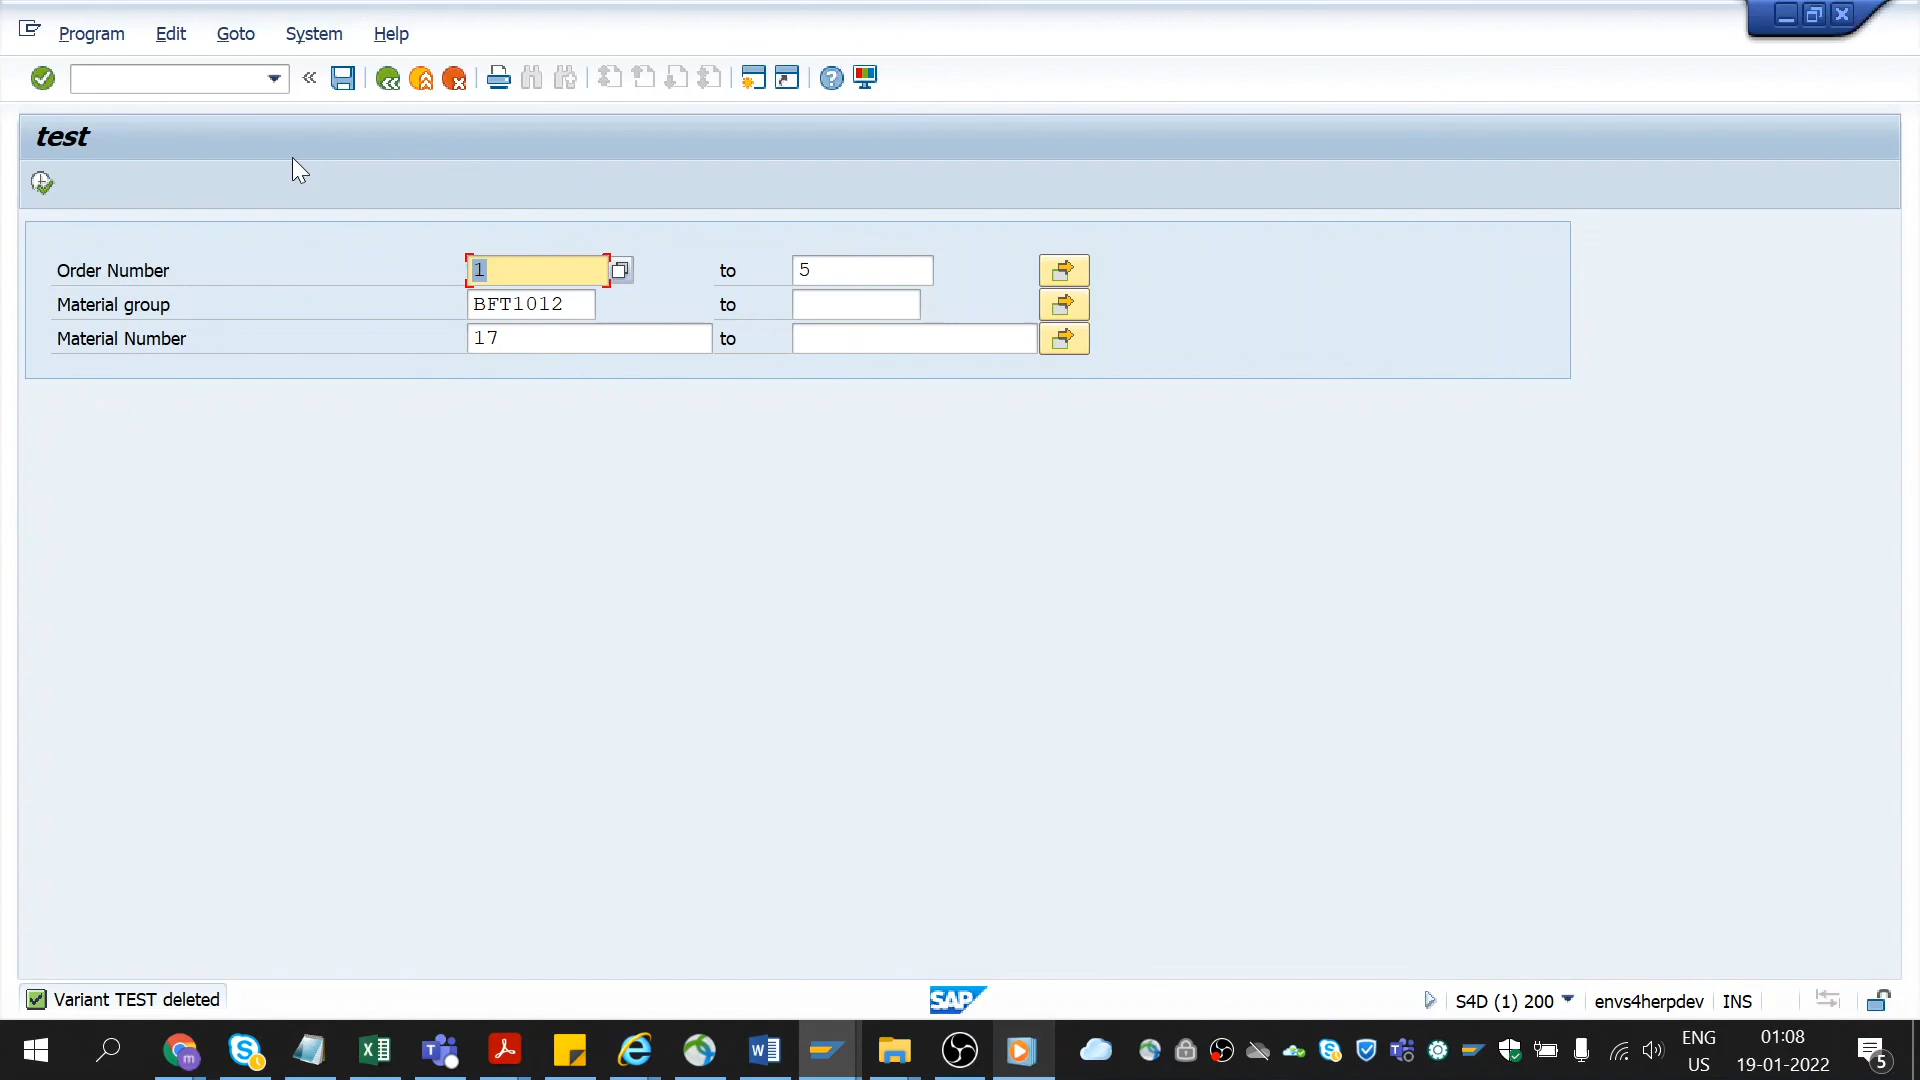 Program Edit Goto System Help
test
Order Number 1 to 5
Material group BFT1012 to
Material Number 17 to
Variant TEST deleted
SAP
S4D (1) 200 envs4herpdev INS
ENG 01:08
US 19-01-2022
5